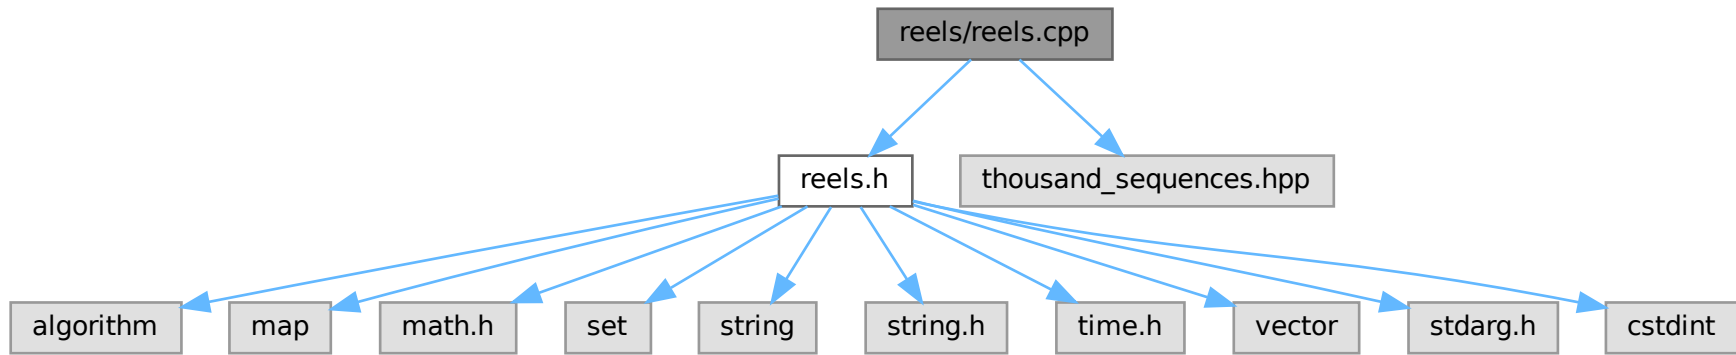 reels/reels.cpp
reels.h
thousand_sequences.hpp
algorithm
map
math.h
set
string
string.h
time.h
vector
stdarg.h
cstdint